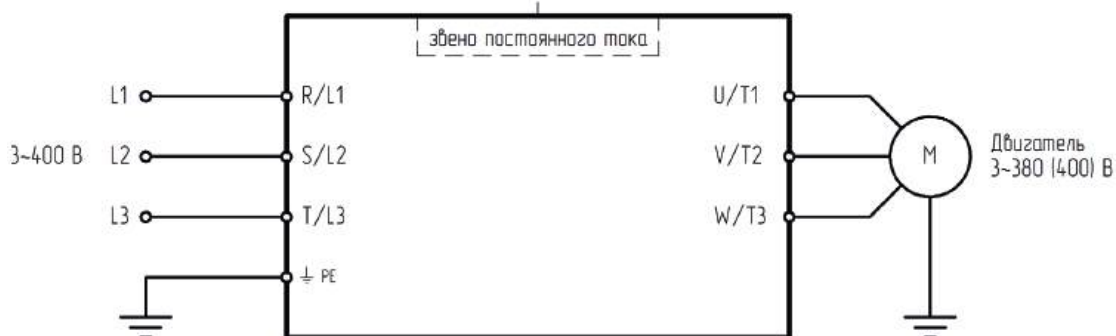 звено постоянного тока
L1 R/L1 U/T1
3~400 В L2 S/L2 V/T2 M Двигатель
3~380 (400) В
L3 T/L3 W/T3
PE